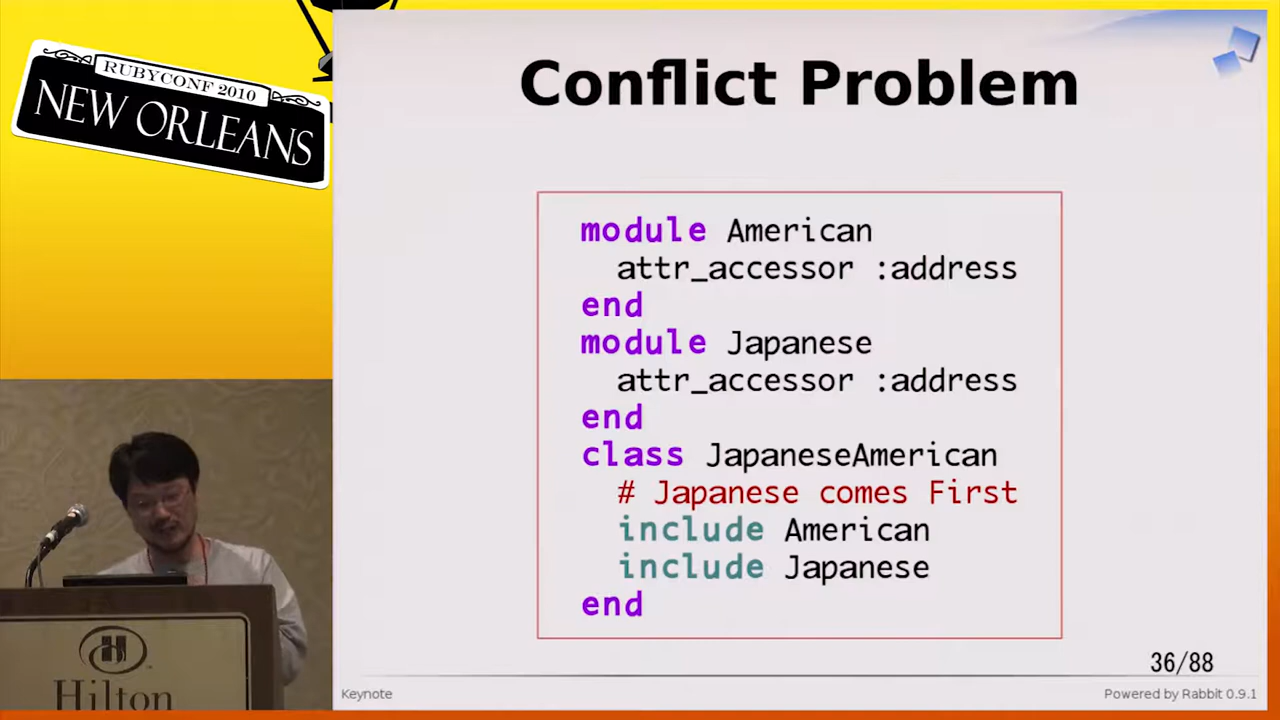 RUBYCONF 2010
NEW ORLEANS
Conflict Problem
module American
attr_accessor :address
end
module Japanese
attr_accessor :address
end
class JapaneseAmerican
# Japanese comes First
include American
include Japanese
end
36/88
Keynote
Powered by Rabbit 0.9.1
H
Hilton